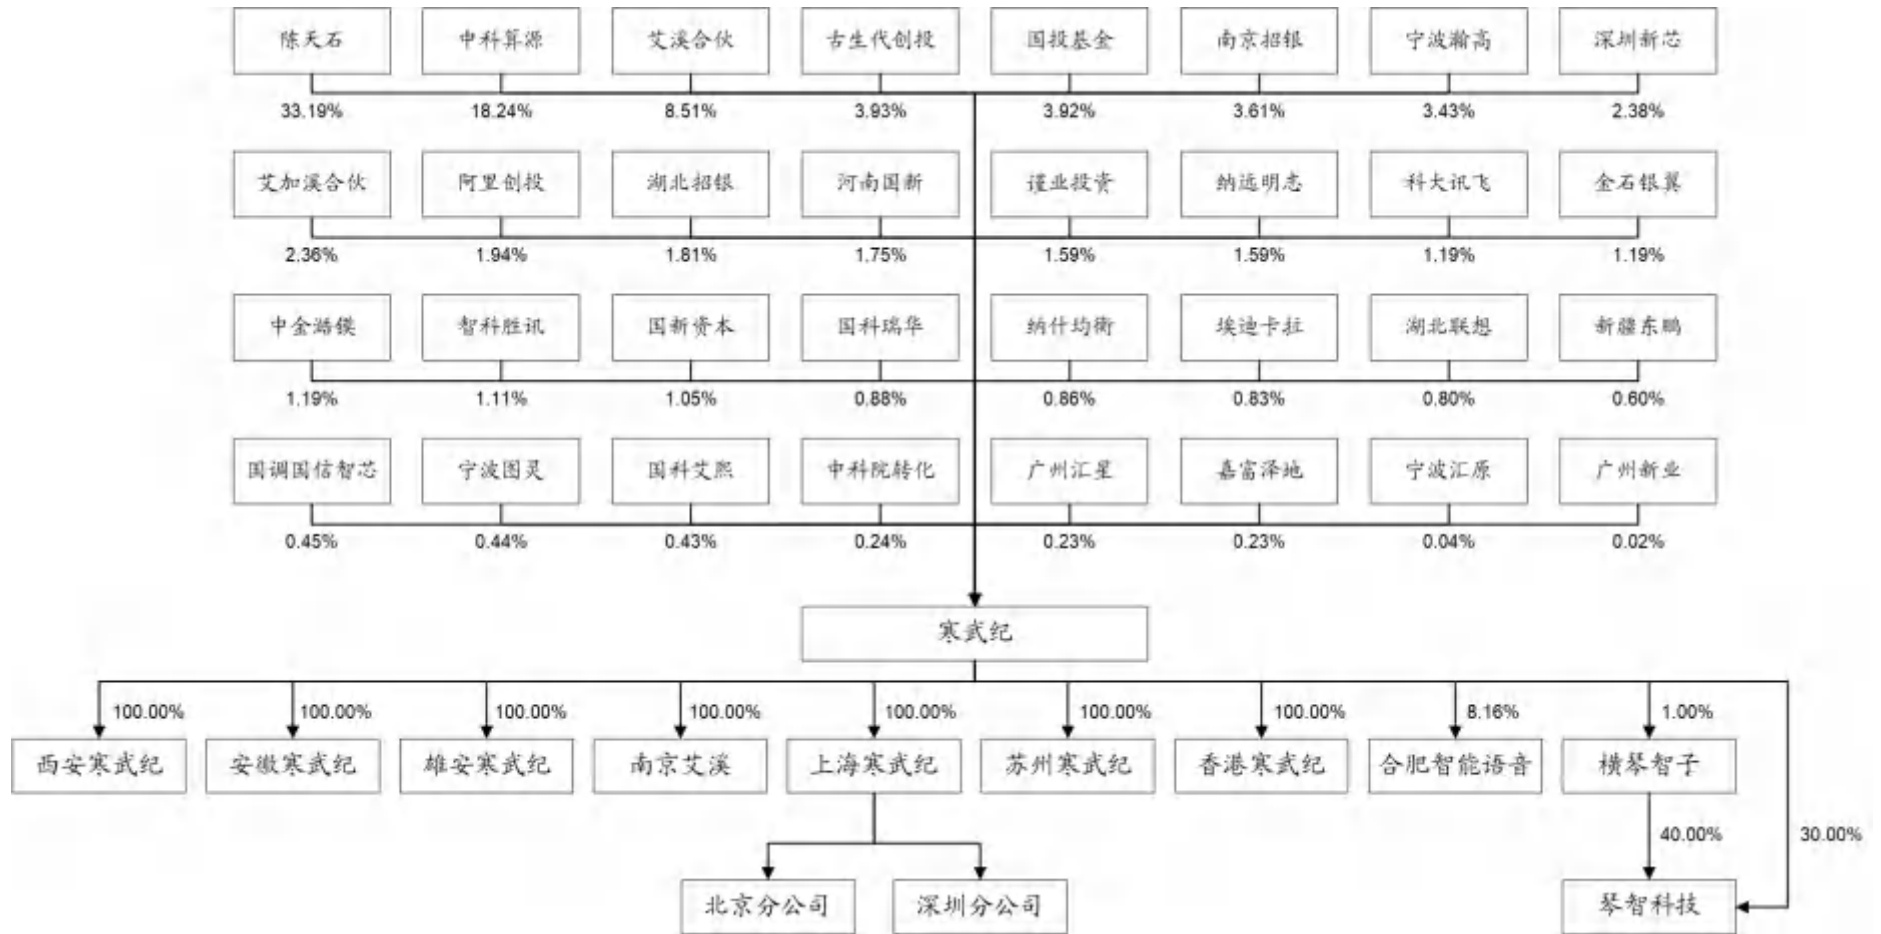 陈天石 中科算源 艾溪合伙 古生代创投 国投基金 南京招银 宁波瀚高 深圳新芯
33.19% 18.24% 8.51% 3.93% 3.92% 3.61% 3.43% 2.38%
艾加溪合伙 阿里创投 湖北招银 河南国新 谨业投资 纳远明志 科大讯飞 金石银翼
2.36% 1.94% 1.81% 1.75% 1.59% 1.59% 1.19% 1.19%
中金澔镆 智科胜讯 国新资本 国科瑞华 纳什均衡 埃迪卡拉 湖北联想 新疆东鹏
1.19% 1.11% 1.05% 0.88% 0.86% 0.83% 0.80% 0.60%
国调国信智芯 宁波图灵 国科艾熙 中科院转化 广州汇星 嘉富泽地 宁波汇原 广州新业
0.45% 0.44% 0.43% 0.24% 0.23% 0.23% 0.04% 0.02%
寒武纪
100.00% 100.00% 100.00% 100.00% 100.00% 100.00% 100.00% 8.16% 1.00%
西安寒武纪 安徽寒武纪 雄安寒武纪 南京艾溪 上海寒武纪 苏州寒武纪 香港寒武纪 合肥智能语音 横琴智子
40.00% 30.00%
北京分公司 深圳分公司 琴智科技